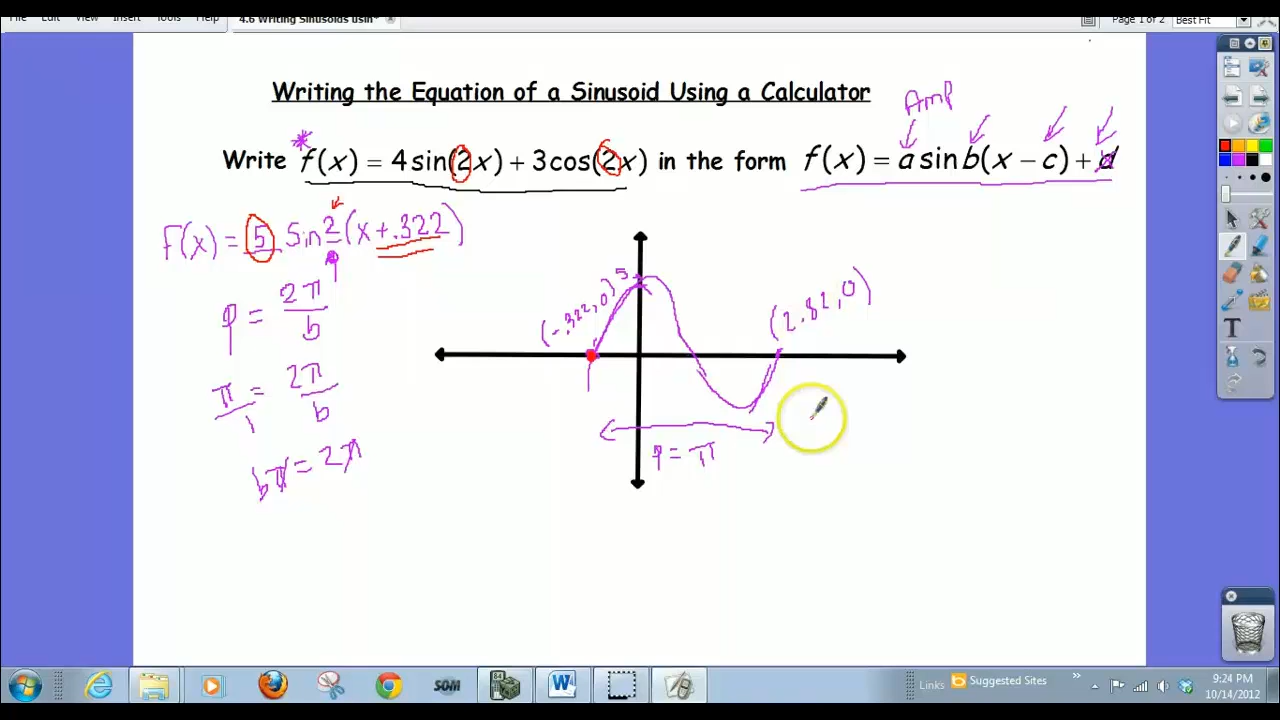 File Edit View Insert Tools Help
4.6 Writing Sinusoids usin*
Page 1 of 2 Best Fit
Writing the Equation of a Sinusoid Using a Calculator
Amp
Write f(x) = 4sin(2x) + 3cos(2x) in the form f(x) = a sin b(x - c) + d
F(x) = 5 Sin 2 (x + .322)
P = 2π/b
π/1 = 2π/b
bπ = 2π
(-.322, 0)
5
(2.82, 0)
P = π
T
SOM
W
84
Links Suggested Sites »
9:24 PM
10/14/2012